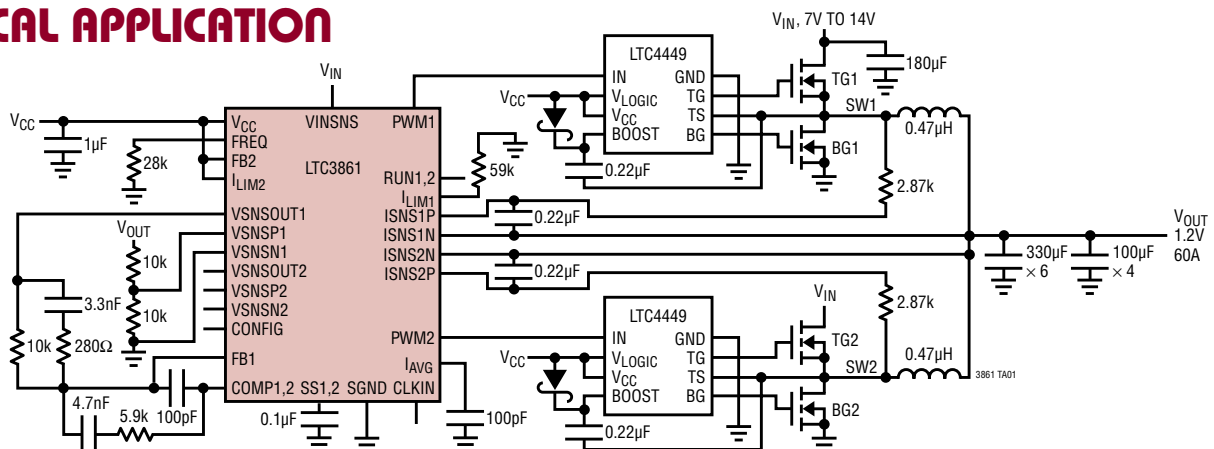 CAL APPLICATION
VIN, 7V TO 14V
LTC4449
IN
GND
VLOGIC
TG
VCC
TS
BOOST
BG
VCC
0.22µF
TG1
180µF
SW1
0.47µH
BG1
2.87k
VIN
VCC
1µF
28k
VCC
VINSNS
PWM1
FREQ
FB2
LTC3861
ILIM2
RUN1,2
ILIM1
59k
VSNSOUT1
ISNS1P
VSNSP1
ISNS1N
VSNSN1
ISNS2N
VSNSOUT2
ISNS2P
VSNSP2
VSNSN2
CONFIG
PWM2
FB1
IAVG
COMP1,2
SS1,2
SGND
CLKIN
VOUT
10k
10k
3.3nF
10k
280Ω
4.7nF
5.9k
100pF
0.1µF
100pF
0.22µF
0.22µF
VOUT
1.2V
60A
330µF
× 6
100µF
× 4
LTC4449
IN
GND
VLOGIC
TG
VCC
TS
BOOST
BG
VCC
0.22µF
VIN
TG2
SW2
BG2
2.87k
0.47µH
3861 TA01